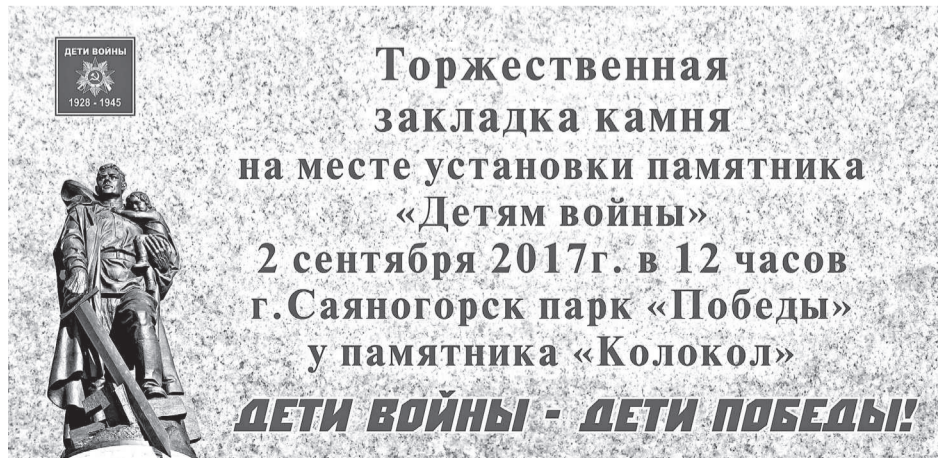 ДЕТИ ВОЙНЫ
1928 - 1945
Торжественная
закладка камня
на месте установки памятника
«Детям войны»
2 сентября 2017г. в 12 часов
г.Саяногорск парк «Победы»
у памятника «Колокол»
ДЕТИ ВОЙНЫ - ДЕТИ ПОБЕДЫ!